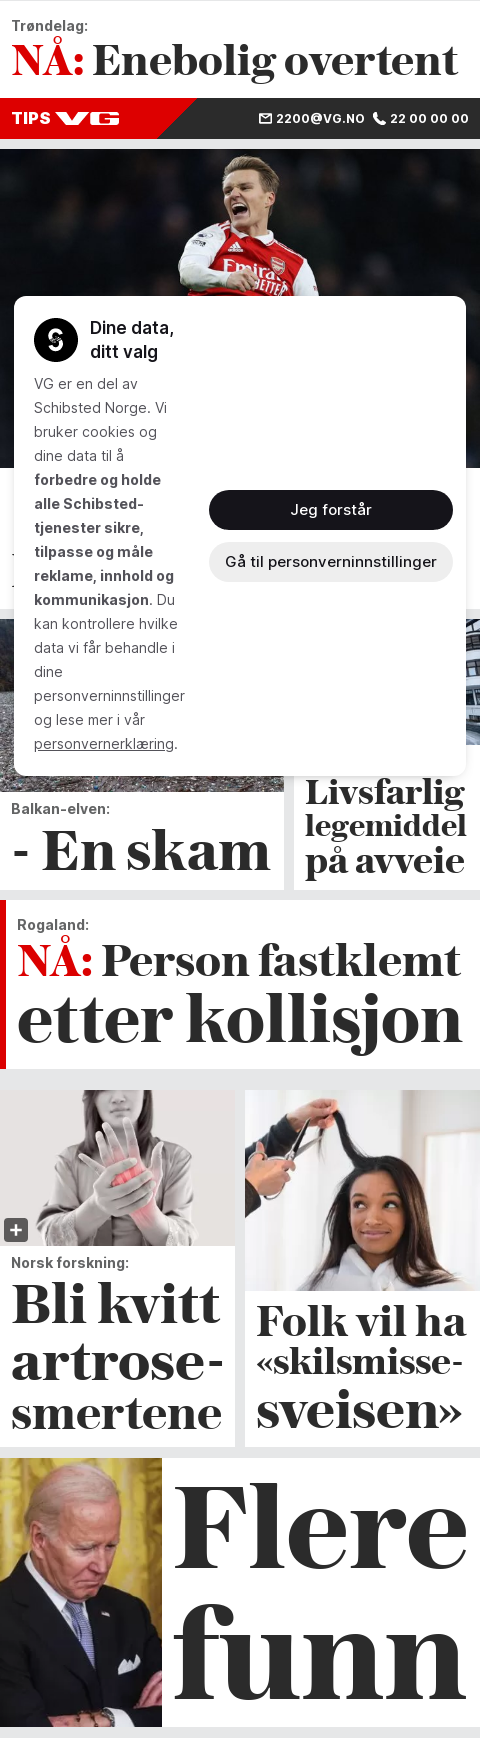 Trøndelag:
NÅ: Enebolig overtent
TIPS VG
2200@VG.NO 22 00 00 00
Arsenal
Dine data,
ditt valg
VG er en del av
Schibsted Norge. Vi
bruker cookies og
dine data til å
forbedre og holde
alle Schibsted-
tjenester sikre,
tilpasse og måle
reklame, innhold og
kommunikasjon. Du
kan kontrollere hvilke
data vi får behandle i
dine
personverninnstillinger
og lese mer i vår
personvernerklæring.
Jeg forstår
Gå til personverninnstillinger
Balkan-elven:
- En skam
Livsfarlig
legemiddel
på avveie
Rogaland:
NÅ: Person fastklemt
etter kollisjon
Norsk forskning:
Bli kvitt
artrose-
smertene
Folk vil ha
«skilsmisse-
sveisen»
Flere
funn